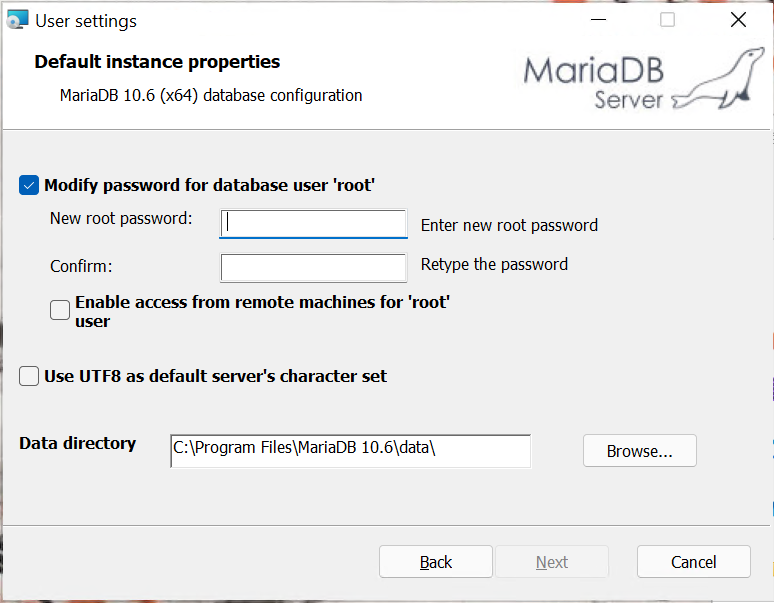 User settings
Default instance properties
MariaDB 10.6 (x64) database configuration
MariaDB
Server
Modify password for database user 'root'
New root password:
Enter new root password
Confirm:
Retype the password
Enable access from remote machines for 'root'
user
Use UTF8 as default server's character set
Data directory
C:\Program Files\MariaDB 10.6\data\
Browse...
Back
Next
Cancel